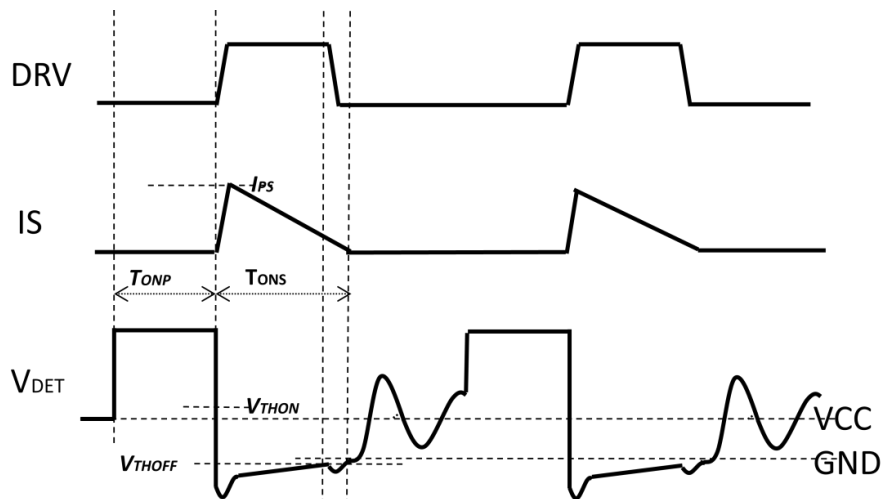 DRV
IPS
IS
TONP TONS
VDET
VTHON
VCC
VTHOFF
GND